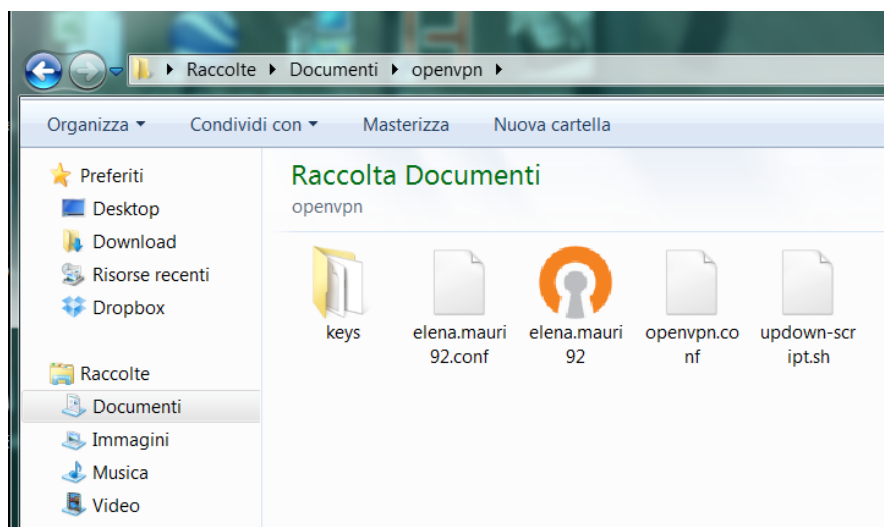 Raccolte Documenti openvpn
Organizza Condividi con Masterizza Nuova cartella
Preferiti
Desktop
Download
Risorse recenti
Dropbox
Raccolte
Documenti
Immagini
Musica
Video
Raccolta Documenti
openvpn
keys
elena.mauri
92.conf
elena.mauri
92
openvpn.co
nf
updown-scr
ipt.sh